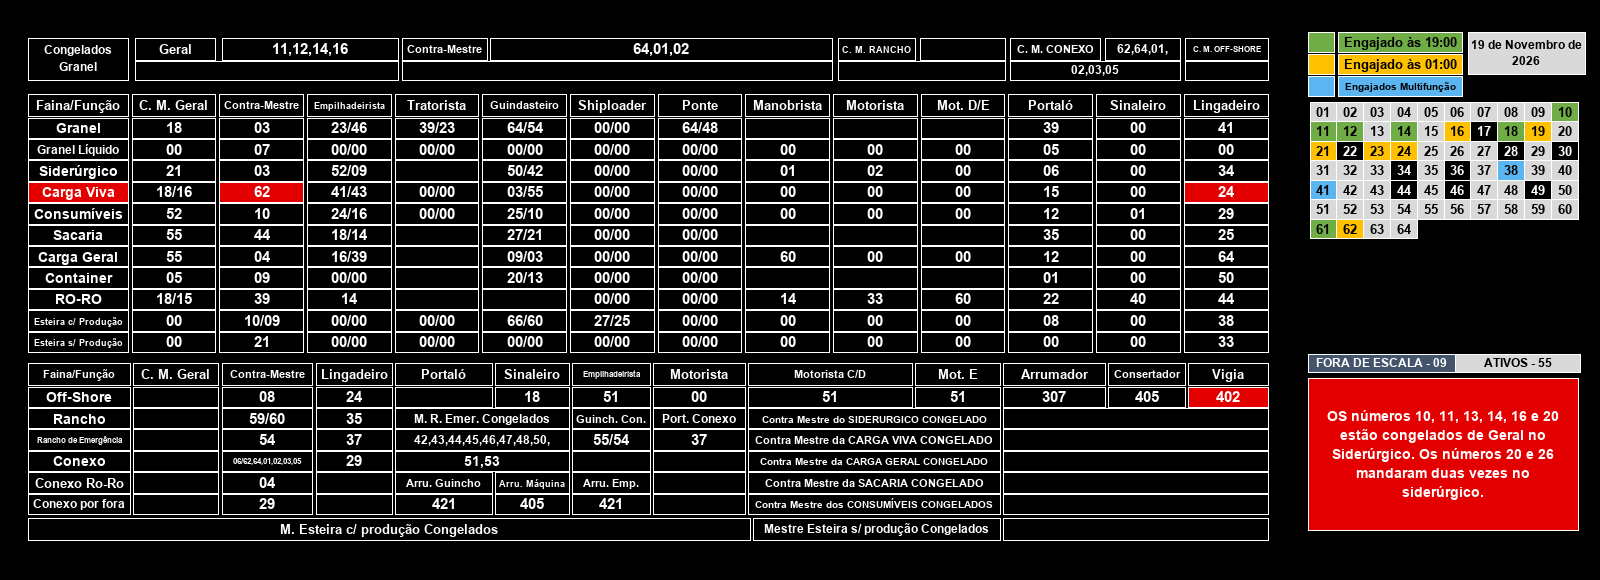 Congelados Granel Geral 11,12,14,16 Contra-Mestre 64,01,02 C. M. RANCHO C. M. CONEXO 62,64,01, C. M. OFF-SHORE
02,03,05
Faina/Função C. M. Geral Contra-Mestre Empilhadeirista Tratorista Guindasteiro Shiploader Ponte Manobrista Motorista Mot. D/E Portaló Sinaleiro Lingadeiro
Granel 18 03 23/46 39/23 64/54 00/00 64/48 39 00 41
Granel Líquido 00 07 00/00 00/00 00/00 00/00 00/00 00 00 00 05 00 00
Siderúrgico 21 03 52/09 50/42 00/00 00/00 01 02 00 06 00 34
Carga Viva 18/16 62 41/43 00/00 03/55 00/00 00/00 00 00 00 15 00 24
Consumíveis 52 10 24/16 00/00 25/10 00/00 00/00 00 00 00 12 01 29
Sacaria 55 44 18/14 27/21 00/00 00/00 35 00 25
Carga Geral 55 04 16/39 09/03 00/00 00/00 60 00 00 12 00 64
Container 05 09 00/00 20/13 00/00 00/00 01 00 50
RO-RO 18/15 39 14 00/00 00/00 14 33 60 22 40 44
Esteira c/ Produção 00 10/09 00/00 00/00 66/60 27/25 00/00 00 00 00 08 00 38
Esteira s/ Produção 00 21 00/00 00/00 00/00 00/00 00/00 00 00 00 00 00 33
Faina/Função C. M. Geral Contra-Mestre Lingadeiro Portaló Sinaleiro Empilhadeirista Motorista Motorista C/D Mot. E Arrumador Consertador Vigia
Off-Shore 08 24 18 51 00 51 51 307 405 402
Rancho 59/60 35 M. R. Emer. Congelados Guinch. Con. Port. Conexo Contra Mestre do SIDERURGICO CONGELADO
Rancho de Emergência 54 37 42,43,44,45,46,47,48,50, 55/54 37 Contra Mestre da CARGA VIVA CONGELADO
Conexo 06/62,64,01,02,03,05 29 51,53 Contra Mestre da CARGA GERAL CONGELADO
Conexo Ro-Ro 04 Arru. Guincho Arru. Máquina Arru. Emp. Contra Mestre da SACARIA CONGELADO
Conexo por fora 29 421 405 421 Contra Mestre dos CONSUMÍVEIS CONGELADOS
M. Esteira c/ produção Congelados Mestre Esteira s/ produção Congelados
Engajado às 19:00
Engajado às 01:00
Engajados Multifunção
19 de Novembro de
2026
01 02 03 04 05 06 07 08 09 10
11 12 13 14 15 16 17 18 19 20
21 22 23 24 25 26 27 28 29 30
31 32 33 34 35 36 37 38 39 40
41 42 43 44 45 46 47 48 49 50
51 52 53 54 55 56 57 58 59 60
61 62 63 64
FORA DE ESCALA - 09 ATIVOS - 55
OS números 10, 11, 13, 14, 16 e 20
estão congelados de Geral no
Siderúrgico. Os números 20 e 26
mandaram duas vezes no
siderúrgico.